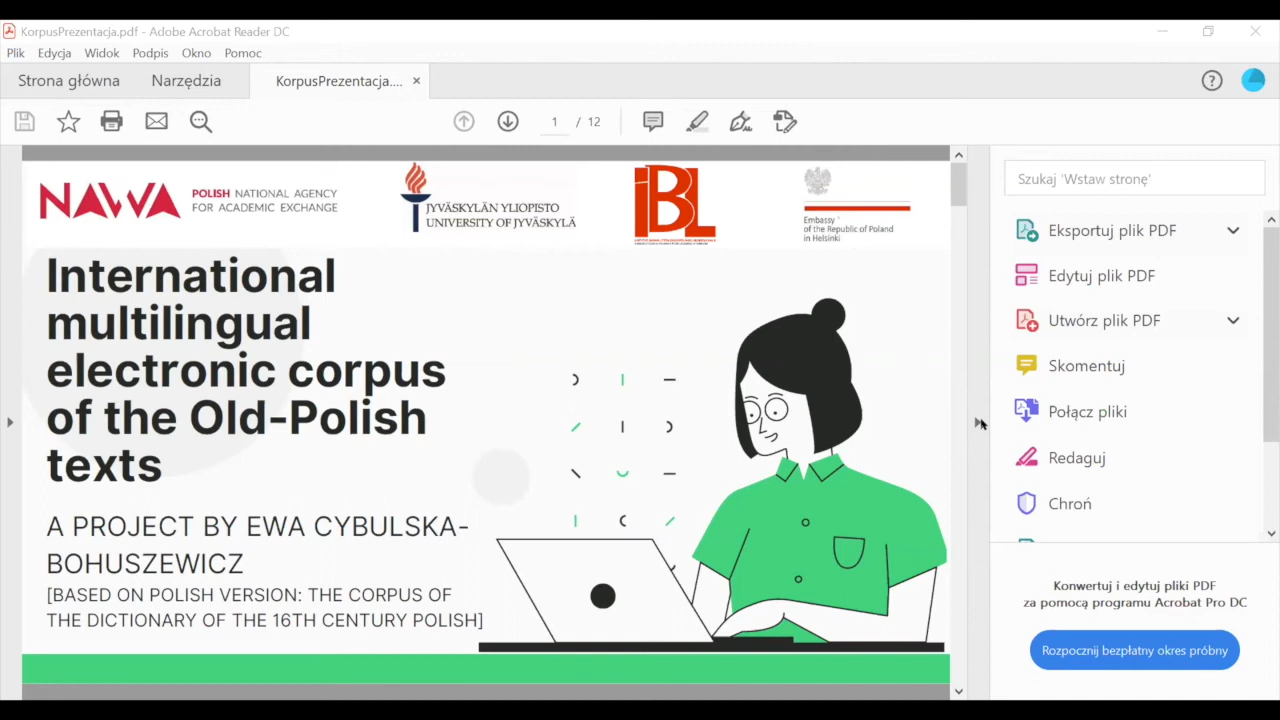 KorpusPrezentacja.pdf - Adobe Acrobat Reader DC
Plik Edycja Widok Podpis Okno Pomoc
Strona główna Narzędzia KorpusPrezentacja.... ×
1 / 12
NAWA POLISH NATIONAL AGENCY
FOR ACADEMIC EXCHANGE
JYVÄSKYLÄN YLIOPISTO
UNIVERSITY OF JYVÄSKYLÄ
IBL
Embassy
of the Republic of Poland
in Helsinki
International
multilingual
electronic corpus
of the Old-Polish
texts
A PROJECT BY EWA CYBULSKA-
BOHUSZEWICZ
[BASED ON POLISH VERSION: THE CORPUS OF
THE DICTIONARY OF THE 16TH CENTURY POLISH]
Szukaj 'Wstaw stronę'
Eksportuj plik PDF
Edytuj plik PDF
Utwórz plik PDF
Skomentuj
Połącz pliki
Redaguj
Chroń
Konwertuj i edytuj pliki PDF
za pomocą programu Acrobat Pro DC
Rozpocznij bezpłatny okres próbny